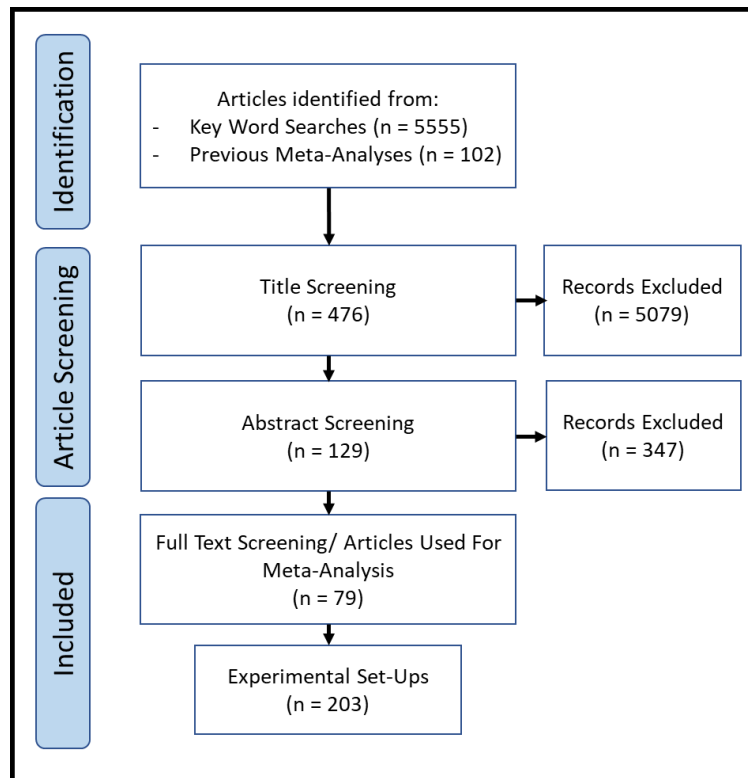 Identification
Articles identified from:
- Key Word Searches (n = 5555)
- Previous Meta-Analyses (n = 102)
Article Screening
Title Screening
(n = 476)
Records Excluded
(n = 5079)
Abstract Screening
(n = 129)
Records Excluded
(n = 347)
Included
Full Text Screening/ Articles Used For
Meta-Analysis
(n = 79)
Experimental Set-Ups
(n = 203)